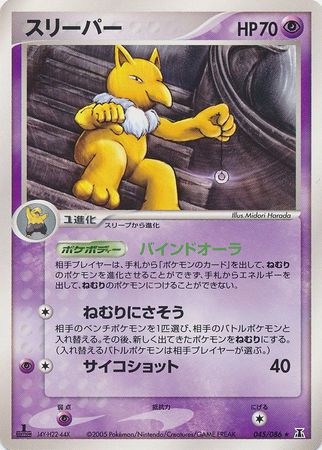 スリーパー HP70
1進化 スリープから進化
Illus. Midori Harada
ポケボディー バインドオーラ
相手プレイヤーは、手札から「ポケモンのカード」を出して、ねむり
のポケモンを進化させることができず、手札からエネルギーを
出して、ねむりのポケモンにつけることができない。
ねむりにさそう
相手のベンチポケモンを1匹選び、相手のバトルポケモンと
入れ替える。その後、新しく出てきたポケモンをねむりにする。
(入れ替えるバトルポケモンは相手プレイヤーが選ぶ。)
サイコショット 40
弱点 抵抗力 にげる
1 EDITION J4Y-H22-44X ©2005 Pokémon/Nintendo/Creatures/GAME FREAK 045/086 ★